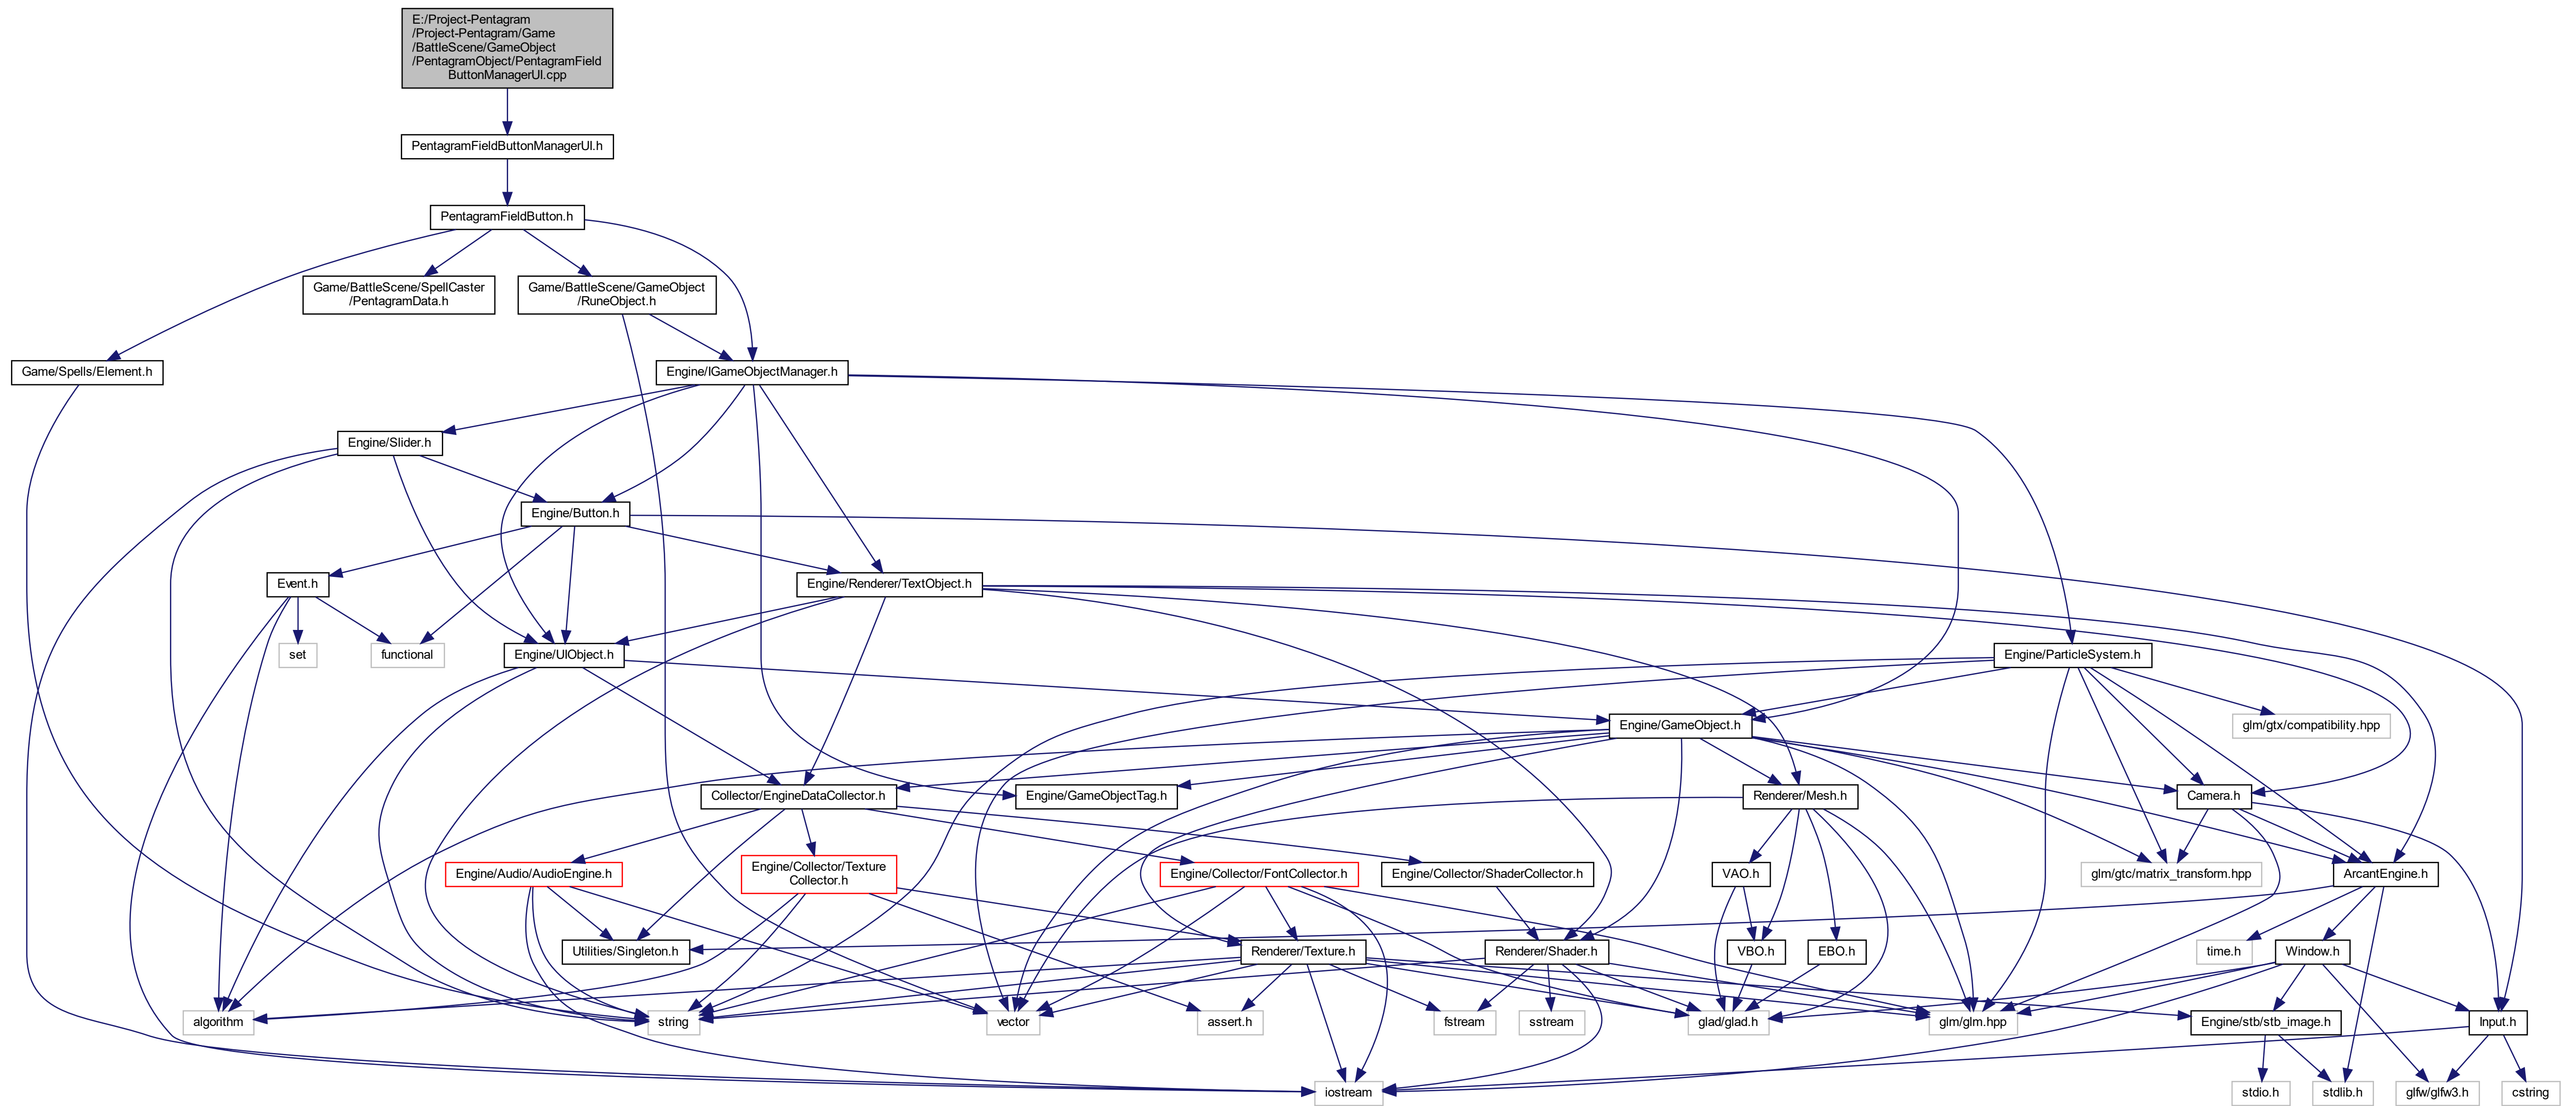 E:/Project-Pentagram
/Project-Pentagram/Game
/BattleScene/GameObject
/PentagramObject/PentagramField
ButtonManagerUI.cpp
PentagramFieldButtonManagerUI.h
PentagramFieldButton.h
Game/BattleScene/SpellCaster
/PentagramData.h
Game/BattleScene/GameObject
/RuneObject.h
Game/Spells/Element.h
Engine/IGameObjectManager.h
Engine/Slider.h
Engine/Button.h
Event.h
Engine/Renderer/TextObject.h
set
functional
Engine/UIObject.h
Engine/ParticleSystem.h
Engine/GameObject.h
glm/gtx/compatibility.hpp
Collector/EngineDataCollector.h
Engine/GameObjectTag.h
Renderer/Mesh.h
Camera.h
Engine/Audio/AudioEngine.h
Engine/Collector/Texture
Collector.h
Engine/Collector/FontCollector.h
Engine/Collector/ShaderCollector.h
VAO.h
glm/gtc/matrix_transform.hpp
ArcantEngine.h
Utilities/Singleton.h
Renderer/Texture.h
Renderer/Shader.h
VBO.h
EBO.h
time.h
Window.h
algorithm
string
vector
assert.h
fstream
sstream
glad/glad.h
glm/glm.hpp
Engine/stb/stb_image.h
Input.h
iostream
stdio.h
stdlib.h
glfw/glfw3.h
cstring